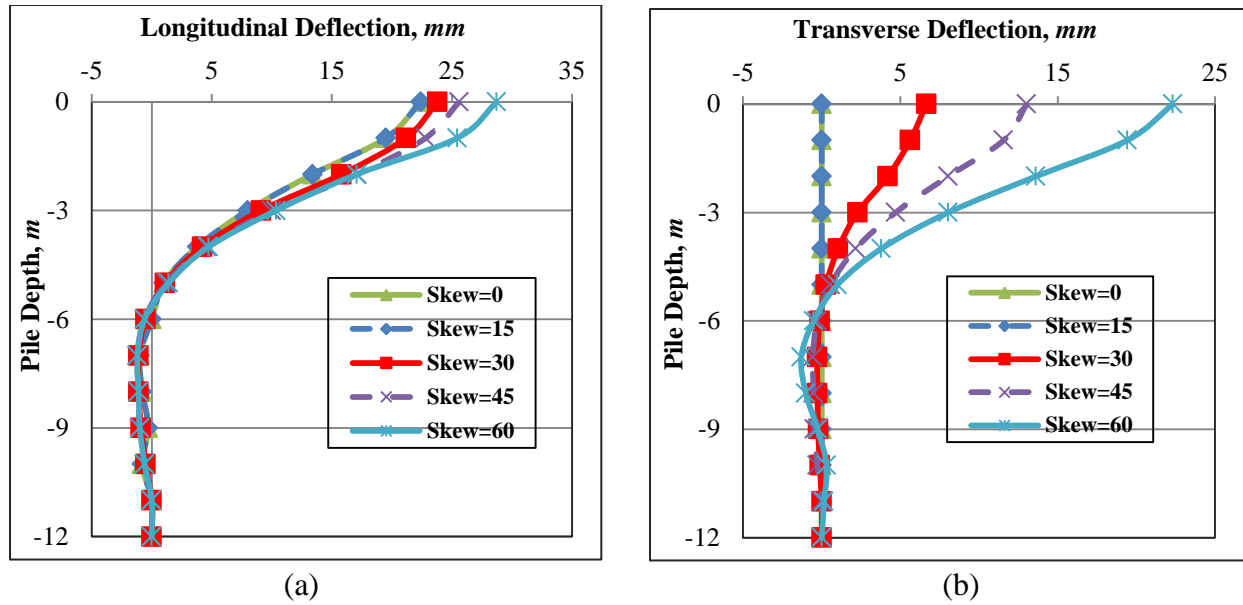 Longitudinal Deflection, mm
-5 5 15 25 35
0
-3
-6
-9
-12
Pile Depth, m
Skew=0
Skew=15
Skew=30
Skew=45
Skew=60
(a)
Transverse Deflection, mm
-5 5 15 25
0
-3
-6
-9
-12
Pile Depth, m
Skew=0
Skew=15
Skew=30
Skew=45
Skew=60
(b)